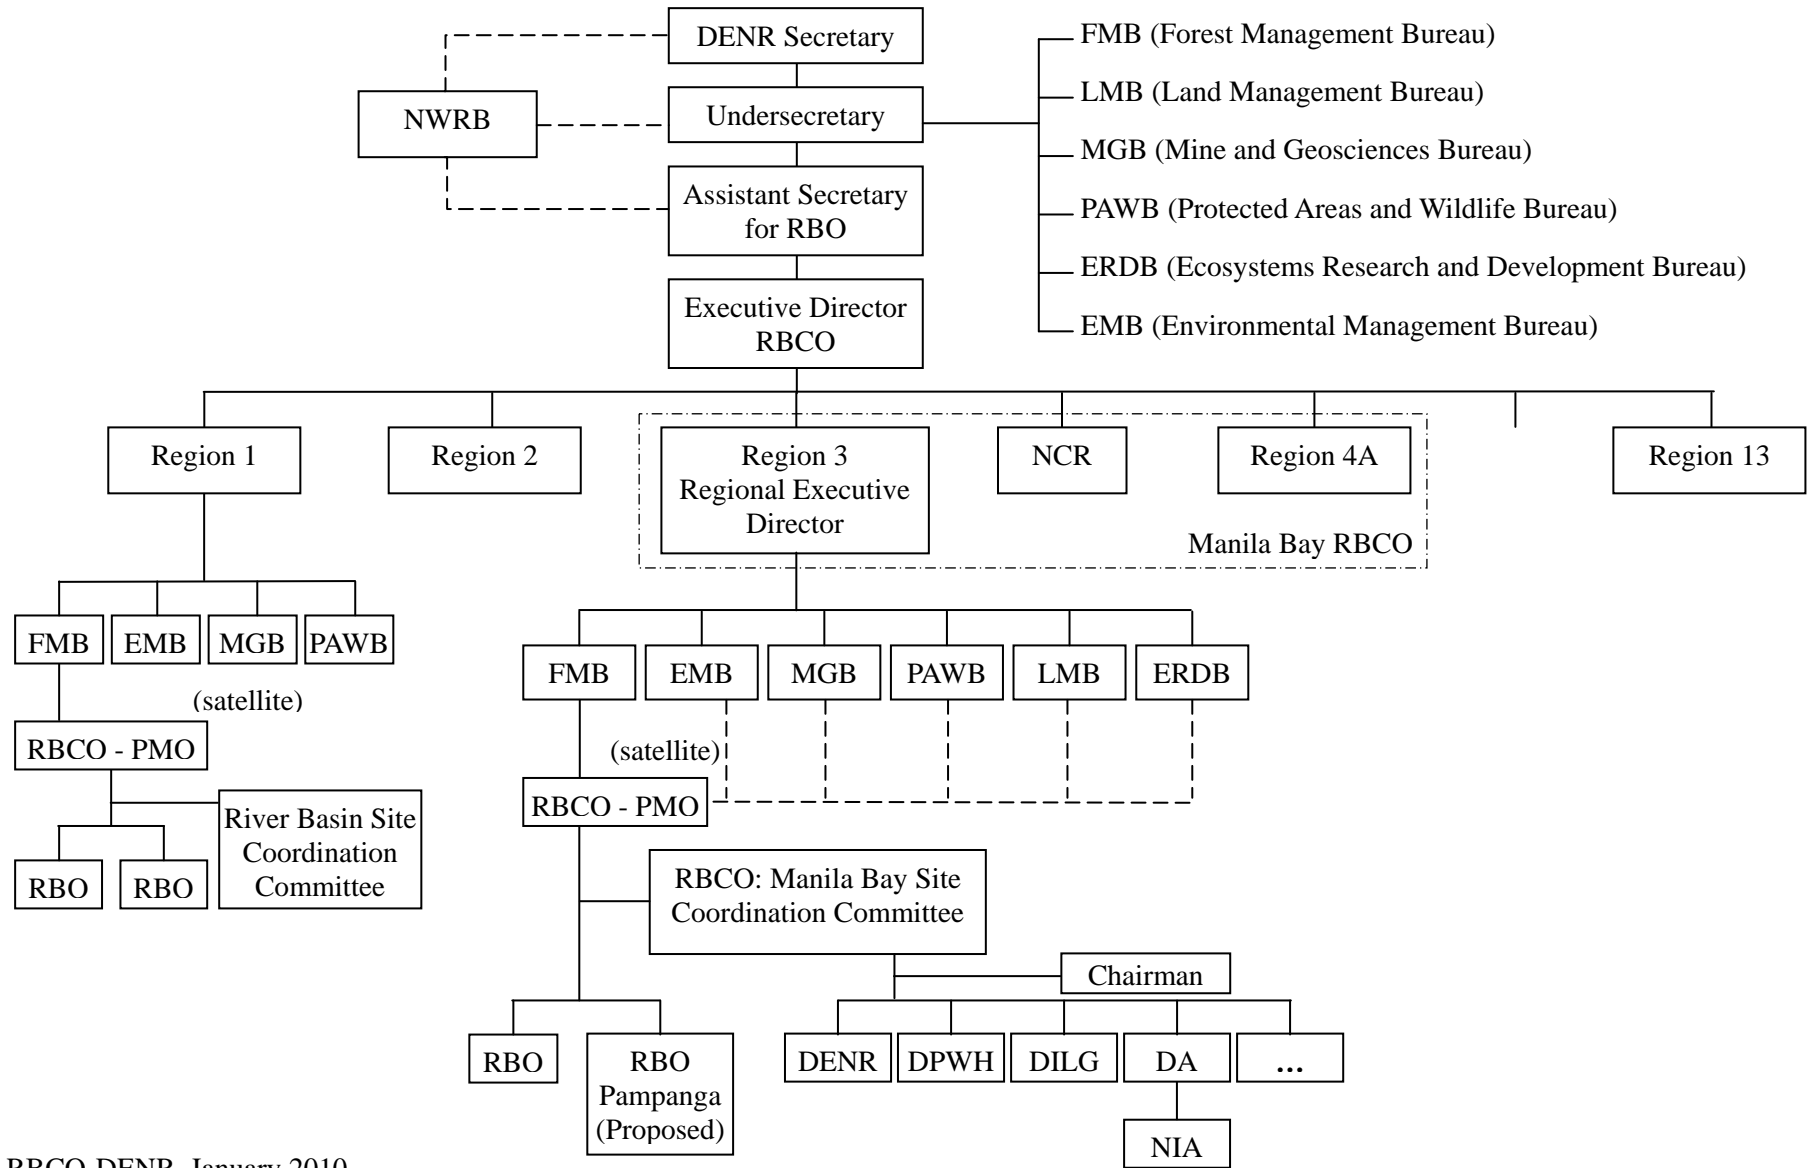 DENR Secretary
NWRB
Undersecretary
Assistant Secretary
for RBO
Executive Director
RBCO
FMB (Forest Management Bureau)
LMB (Land Management Bureau)
MGB (Mine and Geosciences Bureau)
PAWB (Protected Areas and Wildlife Bureau)
ERDB (Ecosystems Research and Development Bureau)
EMB (Environmental Management Bureau)
Region 1
Region 2
Region 3
Regional Executive
Director
NCR
Region 4A
Region 13
Manila Bay RBCO
FMB
EMB
MGB
PAWB
(satellite)
RBCO - PMO
River Basin Site
Coordination
Committee
RBO
RBO
FMB
EMB
MGB
PAWB
LMB
ERDB
(satellite)
RBCO - PMO
RBCO: Manila Bay Site
Coordination Committee
Chairman
RBO
RBO
Pampanga
(Proposed)
DENR
DPWH
DILG
DA
...
NIA
RBCO-DENR, January 2010